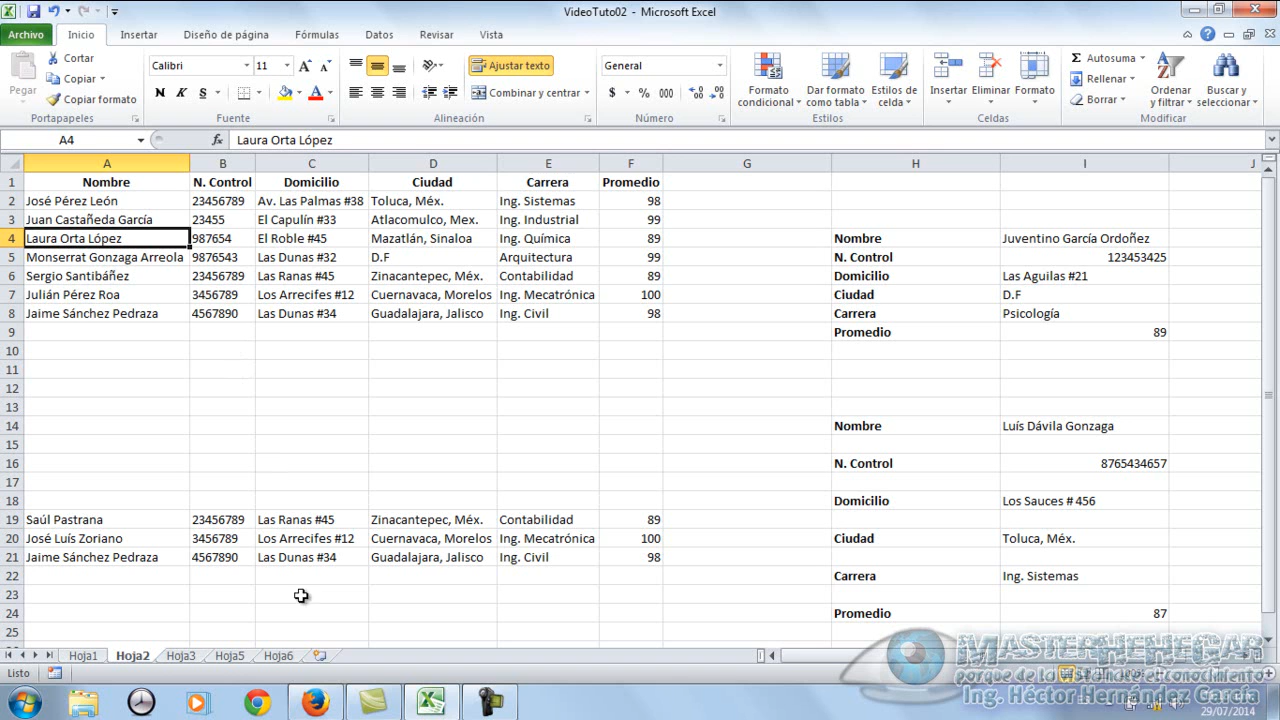 VideoTuto02 - Microsoft Excel
Archivo Inicio Insertar Diseño de página Fórmulas Datos Revisar Vista
Pegar
Cortar
Copiar
Copiar formato
Portapapeles
Calibri 11
N K S
Fuente
Ajustar texto
Combinar y centrar
Alineación
General
$ % 000
Número
Formato condicional
Dar formato como tabla
Estilos de celda
Estilos
Insertar Eliminar Formato
Celdas
Autosuma
Rellenar
Borrar
Ordenar y filtrar
Buscar y seleccionar
Modificar
A4 fx Laura Orta López
A B C D E F G H I J
1 Nombre N. Control Domicilio Ciudad Carrera Promedio
2 José Pérez León 23456789 Av. Las Palmas #38 Toluca, Méx. Ing. Sistemas 98
3 Juan Castañeda García 23455 El Capulín #33 Atlacomulco, Mex. Ing. Industrial 99
4 Laura Orta López 987654 El Roble #45 Mazatlán, Sinaloa Ing. Química 89 Nombre Juventino García Ordoñez
5 Monserrat Gonzaga Arreola 9876543 Las Dunas #32 D.F Arquitectura 99 N. Control 123453425
6 Sergio Santibáñez 23456789 Las Ranas #45 Zinacantepec, Méx. Contabilidad 89 Domicilio Las Aguilas #21
7 Julián Pérez Roa 3456789 Los Arrecifes #12 Cuernavaca, Morelos Ing. Mecatrónica 100 Ciudad D.F
8 Jaime Sánchez Pedraza 4567890 Las Dunas #34 Guadalajara, Jalisco Ing. Civil 98 Carrera Psicología
9 Promedio 89
10
11
12
13
14 Nombre Luís Dávila Gonzaga
15
16 N. Control 8765434657
17
18 Domicilio Los Sauces # 456
19 Saúl Pastrana 23456789 Las Ranas #45 Zinacantepec, Méx. Contabilidad 89
20 José Luís Zoriano 3456789 Los Arrecifes #12 Cuernavaca, Morelos Ing. Mecatrónica 100 Ciudad Toluca, Méx.
21 Jaime Sánchez Pedraza 4567890 Las Dunas #34 Guadalajara, Jalisco Ing. Civil 98
22 Carrera Ing. Sistemas
23
24 Promedio 87
25
Hoja1 Hoja2 Hoja3 Hoja5 Hoja6
Listo
MASTERHEHEGAR
porque de los sabios es el conocimiento
Ing. Héctor Hernández García
29/07/2014